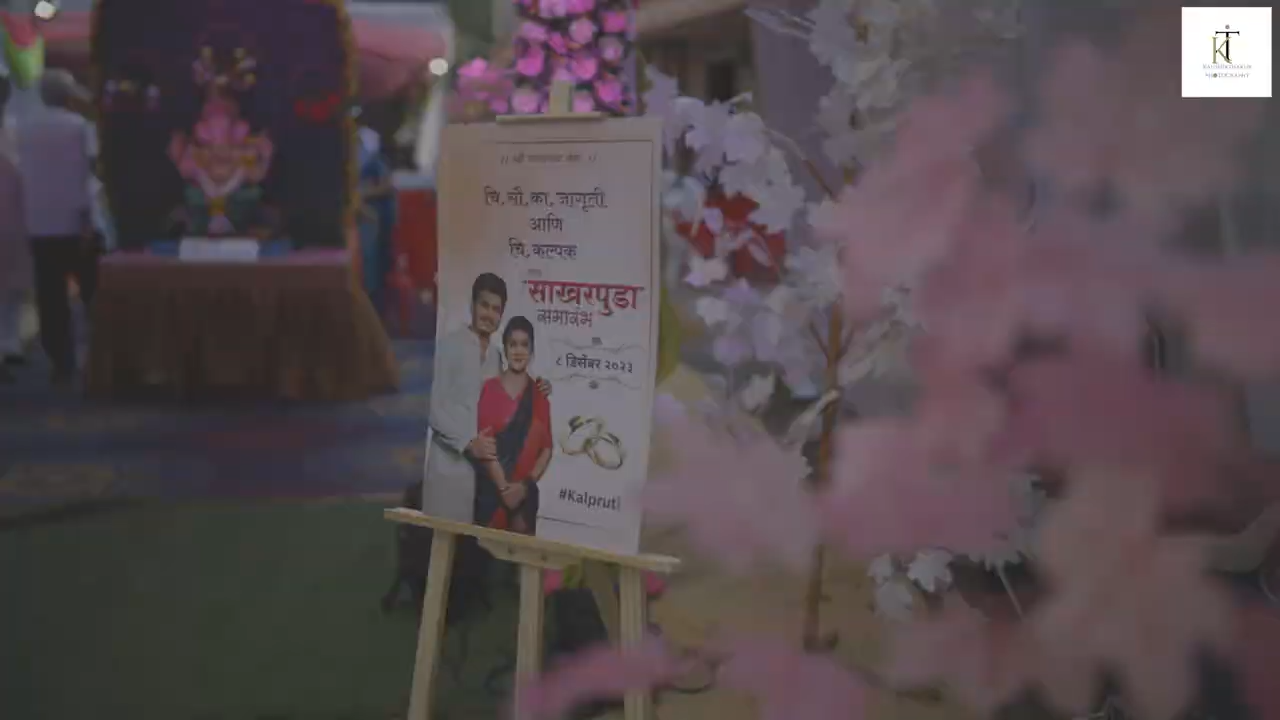 चि.सौ.का. जागृती
आणि
चि. कल्पक
साखरपुडा
समारंभ
८ डिसेंबर २०२३
#Kalpruti